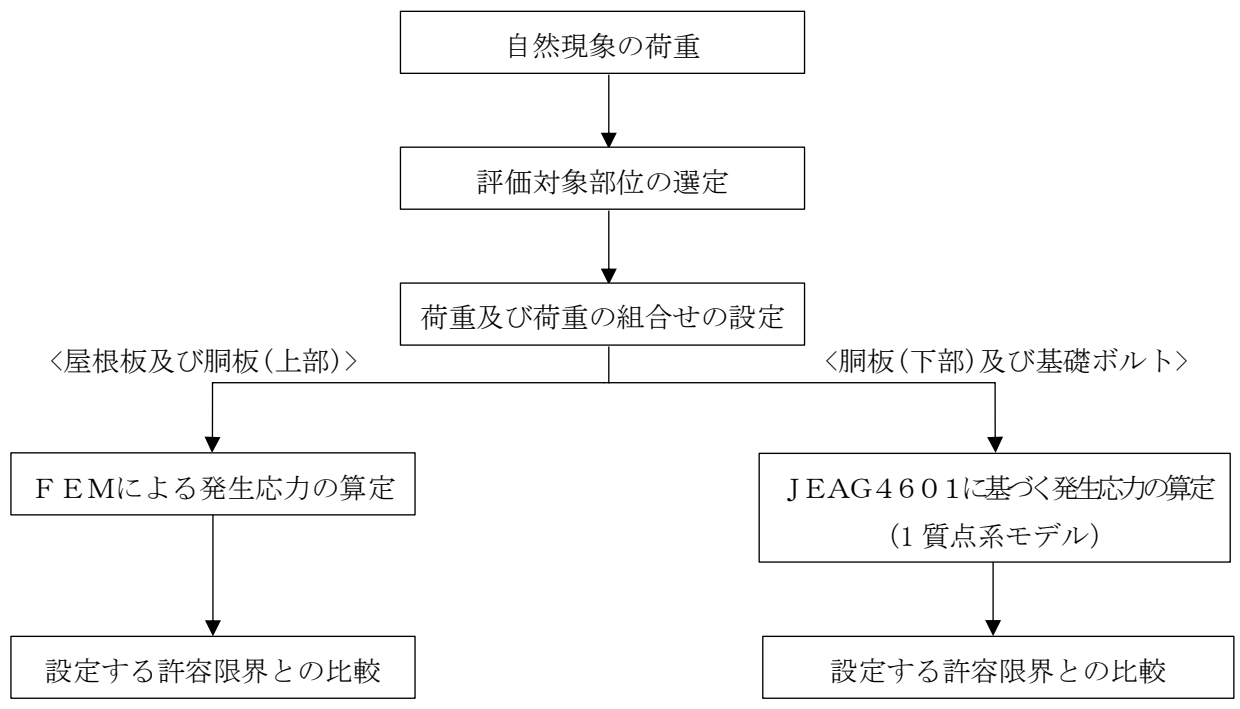 自然現象の荷重
評価対象部位の選定
荷重及び荷重の組合せの設定
<屋根板及び胴板(上部)>
<胴板(下部)及び基礎ボルト>
ＦＥＭによる発生応力の算定
ＪＥＡＧ４６０１に基づく発生応力の算定
(1 質点系モデル)
設定する許容限界との比較
設定する許容限界との比較